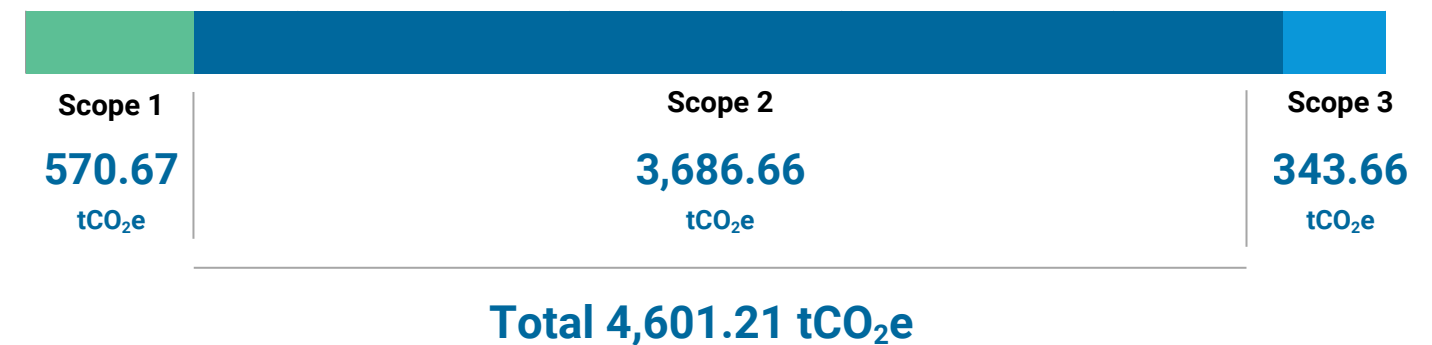 Scope 1
Scope 2
Scope 3
570.67
3,686.66
343.66
tCO₂e
tCO₂e
tCO₂e
Total 4,601.21 tCO₂e